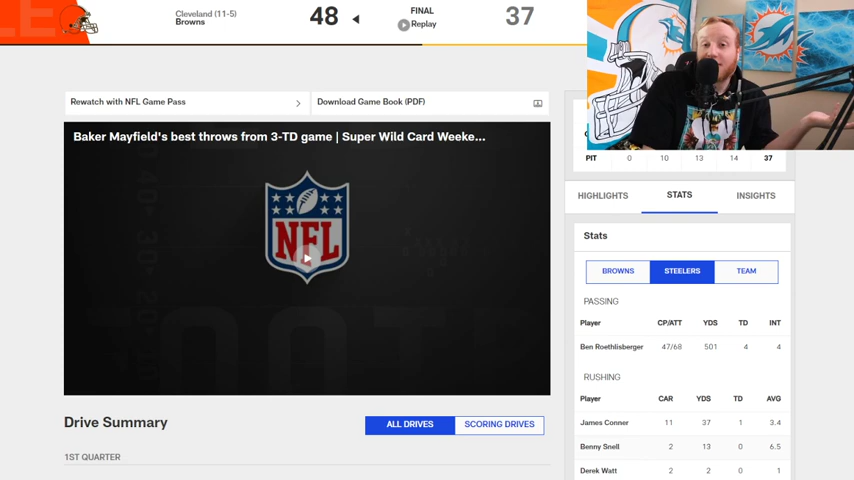 Cleveland (11-5)
Browns
48
FINAL
Replay
37
Rewatch with NFL Game Pass
Download Game Book (PDF)
Baker Mayfield's best throws from 3-TD game | Super Wild Card Weeke...
NFL
PIT 0 10 13 14 37
HIGHLIGHTS STATS INSIGHTS
Stats
BROWNS STEELERS TEAM
PASSING
Player CP/ATT YDS TD INT
Ben Roethlisberger 47/68 501 4 4
RUSHING
Player CAR YDS TD AVG
James Conner 11 37 1 3.4
Benny Snell 2 13 0 6.5
Derek Watt 2 2 0 1
Drive Summary
ALL DRIVES SCORING DRIVES
1ST QUARTER